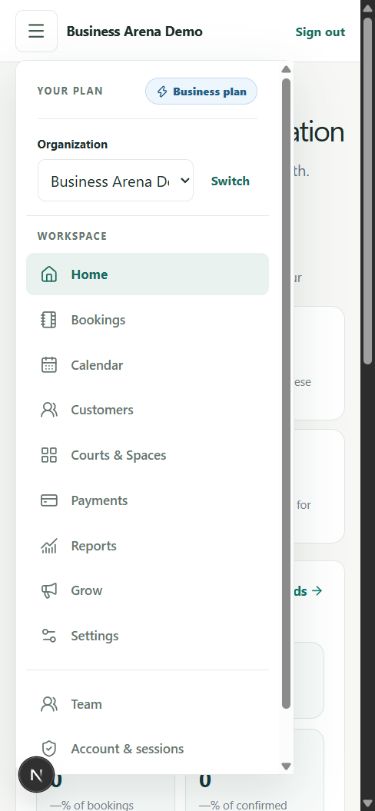 Business Arena Demo
Sign out
YOUR PLAN
Business plan
Organization
Business Arena D
Switch
WORKSPACE
Home
Bookings
Calendar
Customers
Courts & Spaces
Payments
Reports
Grow
Settings
Team
Account & sessions
ation
th.
ur
ese
for
ds →
N
0
0
—% of bookings
—% of confirmed